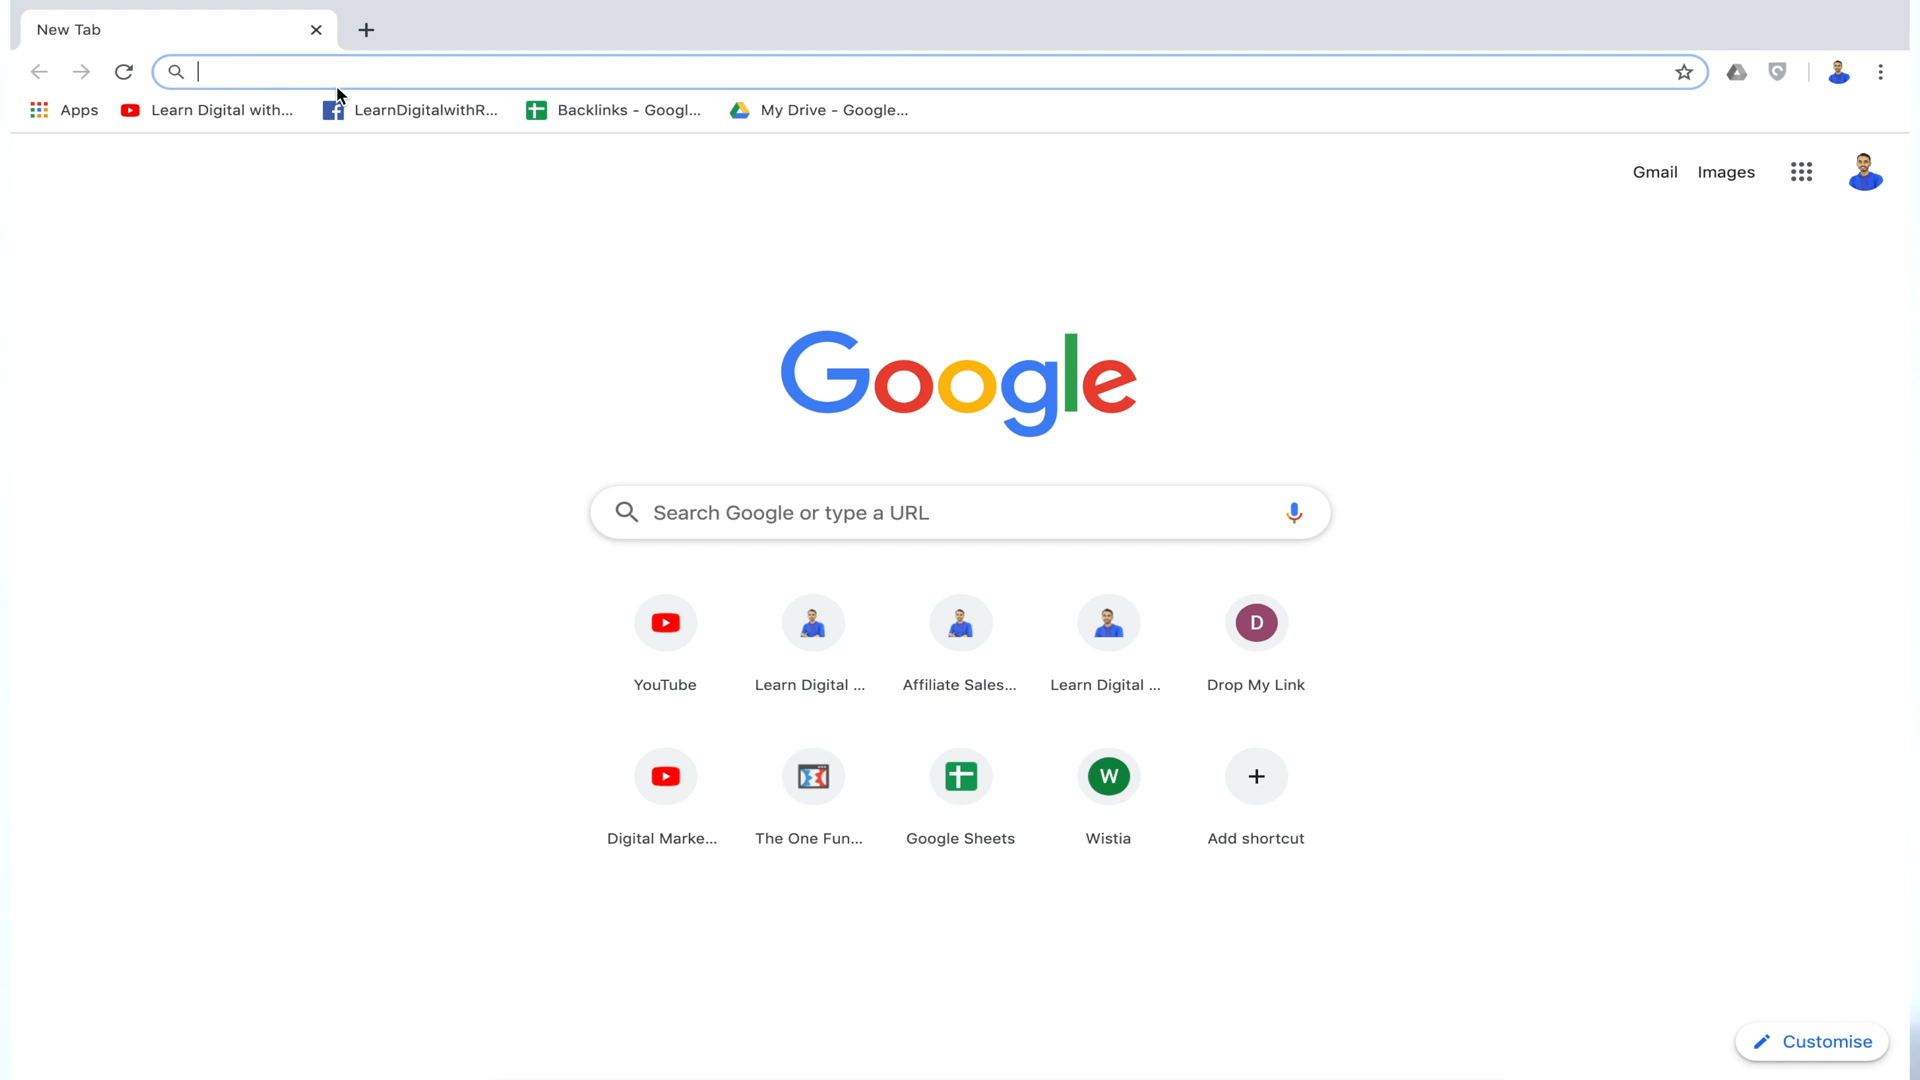 New Tab
Apps Learn Digital with... LearnDigitalwithR... Backlinks - Googl... My Drive - Google...
Gmail Images
Google
Search Google or type a URL
YouTube Learn Digital ... Affiliate Sales... Learn Digital ... D Drop My Link
Digital Marke... The One Fun... Google Sheets W Wistia Add shortcut
Customise